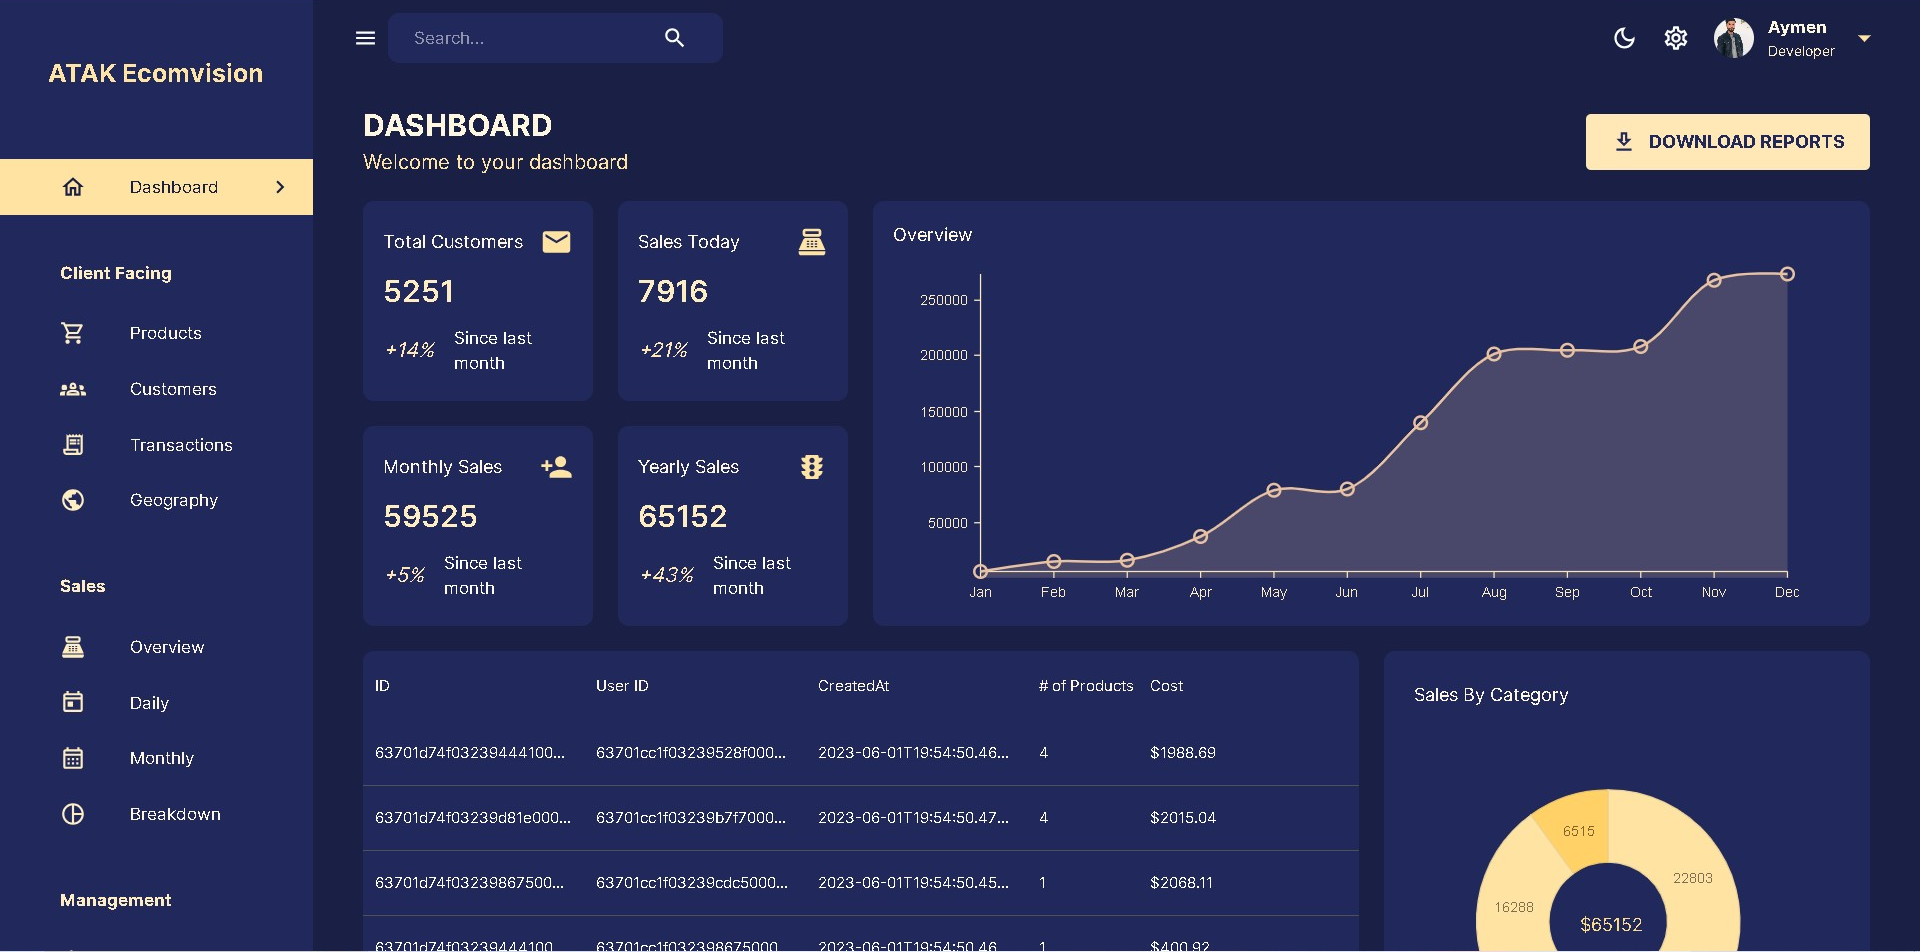 ATAK Ecomvision
Dashboard
Client Facing
Products
Customers
Transactions
Geography
Sales
Overview
Daily
Monthly
Breakdown
Management
Search...
Aymen
Developer
DASHBOARD
Welcome to your dashboard
DOWNLOAD REPORTS
Total Customers
5251
+14%
Since last
month
Sales Today
7916
+21%
Since last
month
Monthly Sales
59525
+5%
Since last
month
Yearly Sales
65152
+43%
Since last
month
Overview
250000
200000
150000
100000
50000
Jan Feb Mar Apr May Jun Jul Aug Sep Oct Nov Dec
ID User ID CreatedAt # of Products Cost
63701d74f03239444100... 63701cc1f03239528f000... 2023-06-01T19:54:50.46... 4 $1988.69
63701d74f03239d81e000... 63701cc1f03239b7f7000... 2023-06-01T19:54:50.47... 4 $2015.04
63701d74f03239867500... 63701cc1f03239cdc5000... 2023-06-01T19:54:50.45... 1 $2068.11
63701d74f03239444100... 63701cc1f032398675000... 2023-06-01T19:54:50.46... 1 $400.92
Sales By Category
6515
22803
16288
$65152